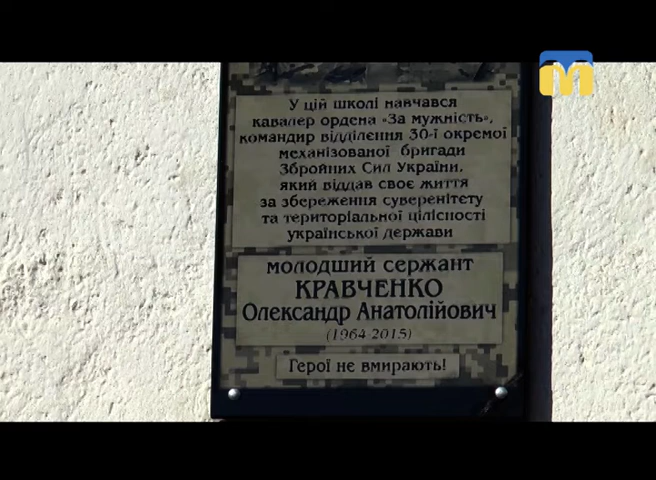 М
У цій школі навчався
кавалер ордена «За мужність»,
командир відділення 30-ї окремої
механізованої бригади
Збройних Сил України,
який віддав своє життя
за збереження суверенітету
та територіальної цілісності
української держави
молодший сержант
КРАВЧЕНКО
Олександр Анатолійович
(1964-2015)
Герої не вмирають!